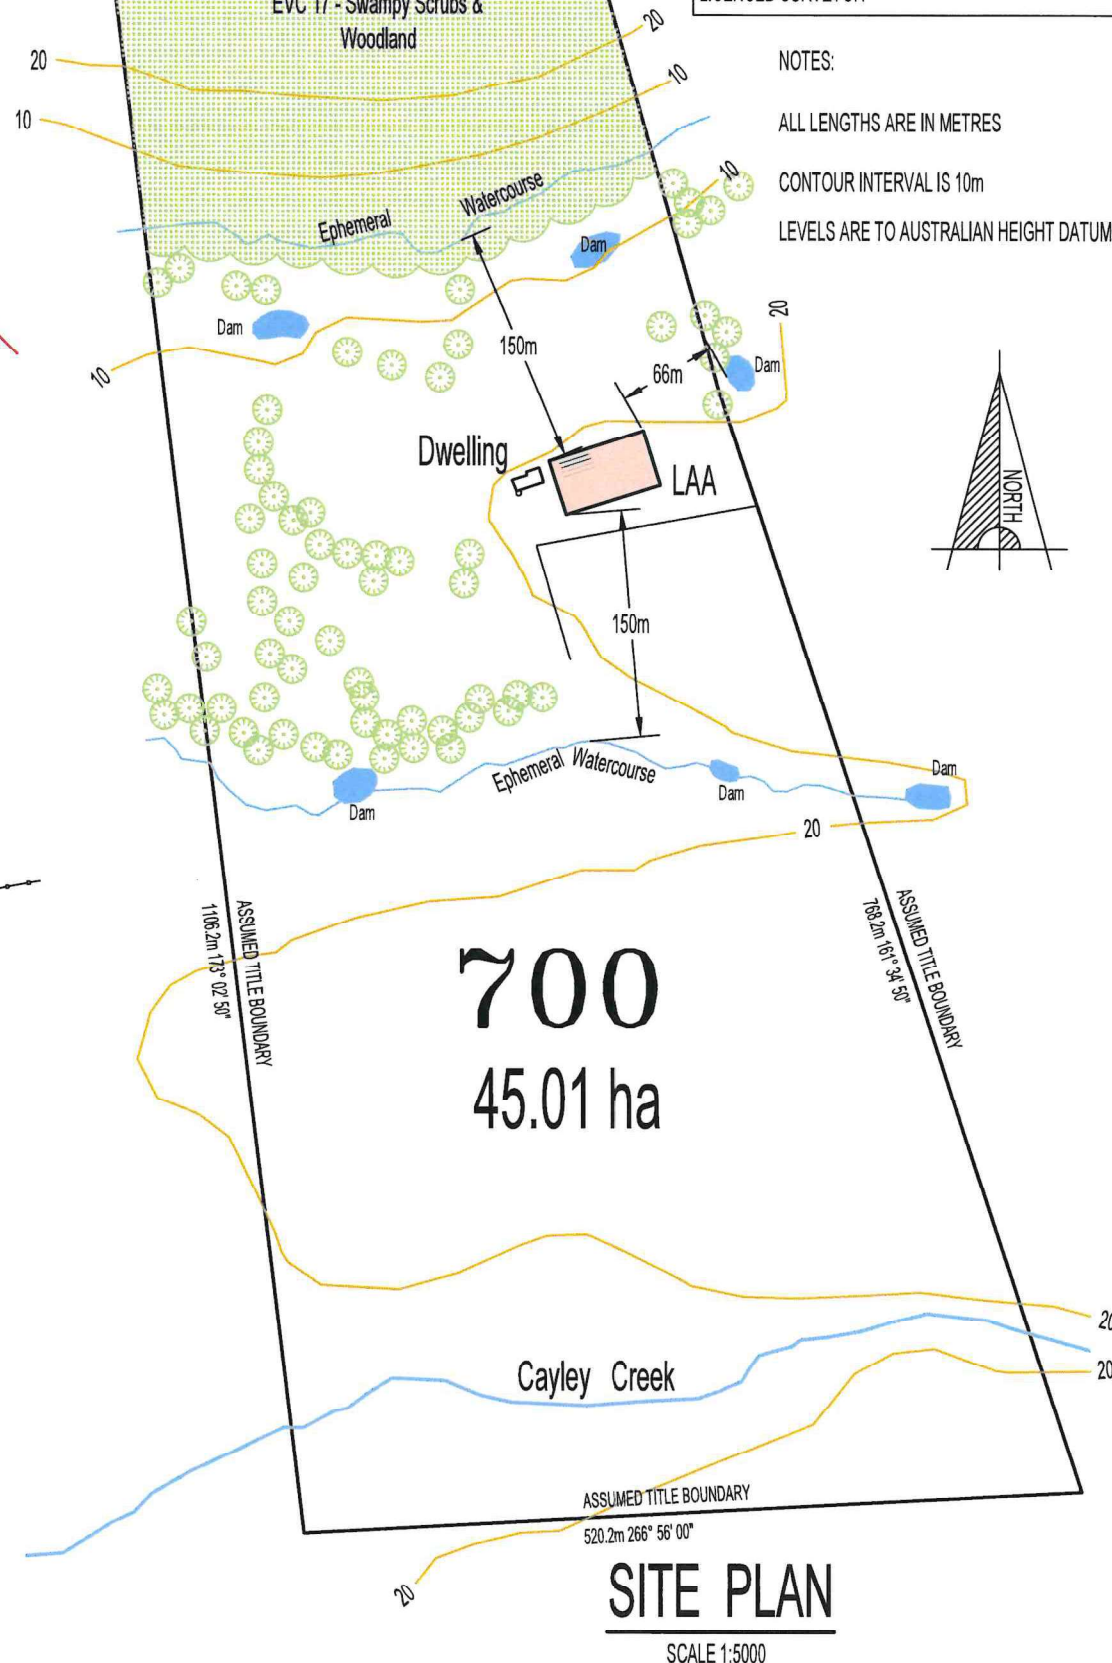 EVC 17 - Swampy Scrubs &
Woodland
20
20
10
10
10
NOTES:
ALL LENGTHS ARE IN METRES
CONTOUR INTERVAL IS 10m
LEVELS ARE TO AUSTRALIAN HEIGHT DATUM
Ephemeral Watercourse
Dam
Dam
10
150m
20
66m
Dam
Dwelling
LAA
NORTH
150m
Ephemeral Watercourse
Dam
Dam
Dam
20
ASSUMED TITLE BOUNDARY
1106.2m 173° 02' 50"
ASSUMED TITLE BOUNDARY
768.2m 161° 34' 50"
700
45.01 ha
20
20
Cayley Creek
ASSUMED TITLE BOUNDARY
520.2m 266° 56' 00"
20
SITE PLAN
SCALE 1:5000